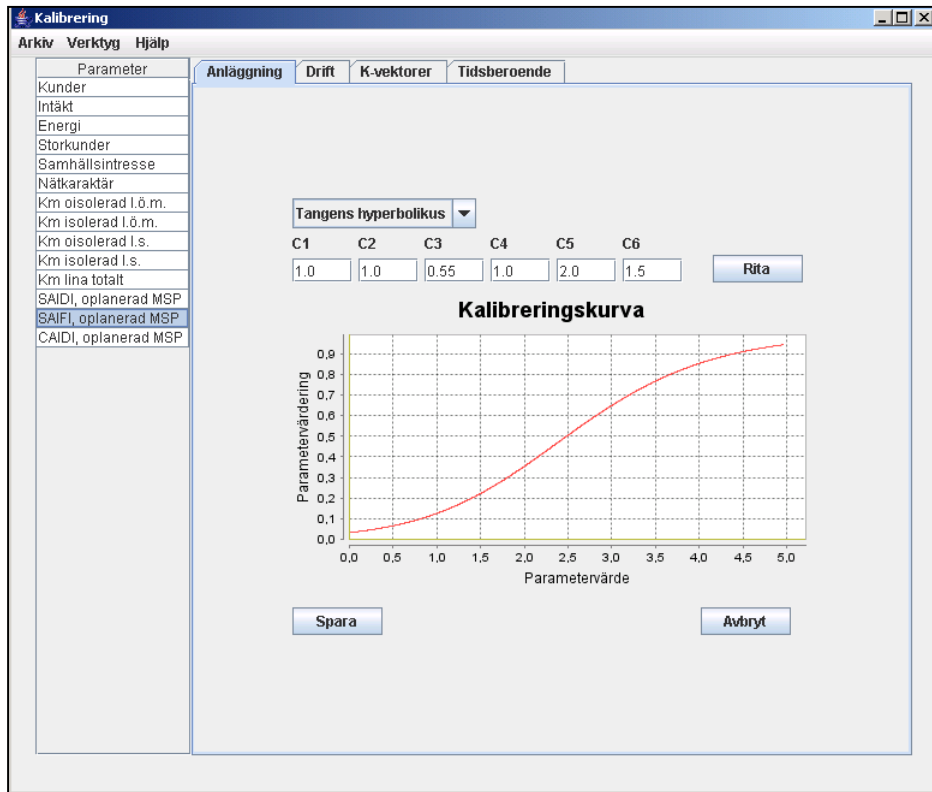 Kalibrering
Arkiv Verktyg Hjälp
Parameter
Kunder
Intäkt
Energi
Storkunder
Samhällsintresse
Nätkaraktär
Km oisolerad l.ö.m.
Km isolerad l.ö.m.
Km oisolerad l.s.
Km isolerad l.s.
Km lina totalt
SAIDI, oplanerad MSP
SAIFI, oplanerad MSP
CAIDI, oplanerad MSP
Anläggning Drift K-vektorer Tidsberoende
Tangens hyperbolikus
C1 C2 C3 C4 C5 C6
1.0 1.0 0.55 1.0 2.0 1.5 Rita
Kalibreringskurva
Parametervärdering
0,9
0,8
0,7
0,6
0,5
0,4
0,3
0,2
0,1
0,0
0,0 0,5 1,0 1,5 2,0 2,5 3,0 3,5 4,0 4,5 5,0
Parametervärde
Spara Avbryt